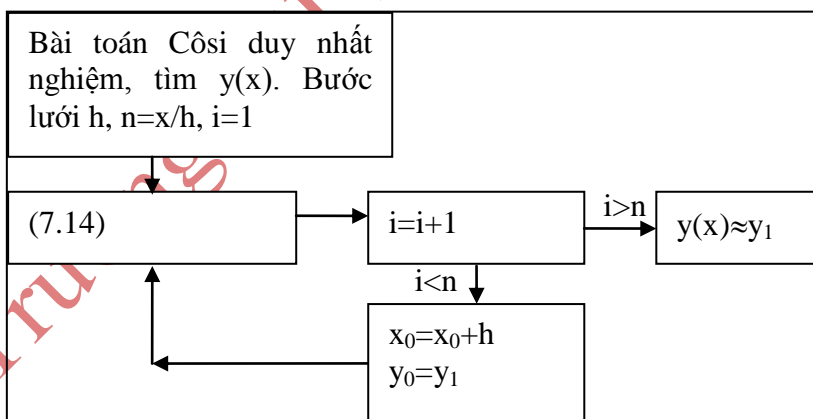 Bài toán Côsi duy nhất
nghiệm, tìm y(x). Bước
lưới h, n=x/h, i=1
(7.14)
i=i+1
i>n
y(x)≈y₁
i<n
x₀=x₀+h
y₀=y₁